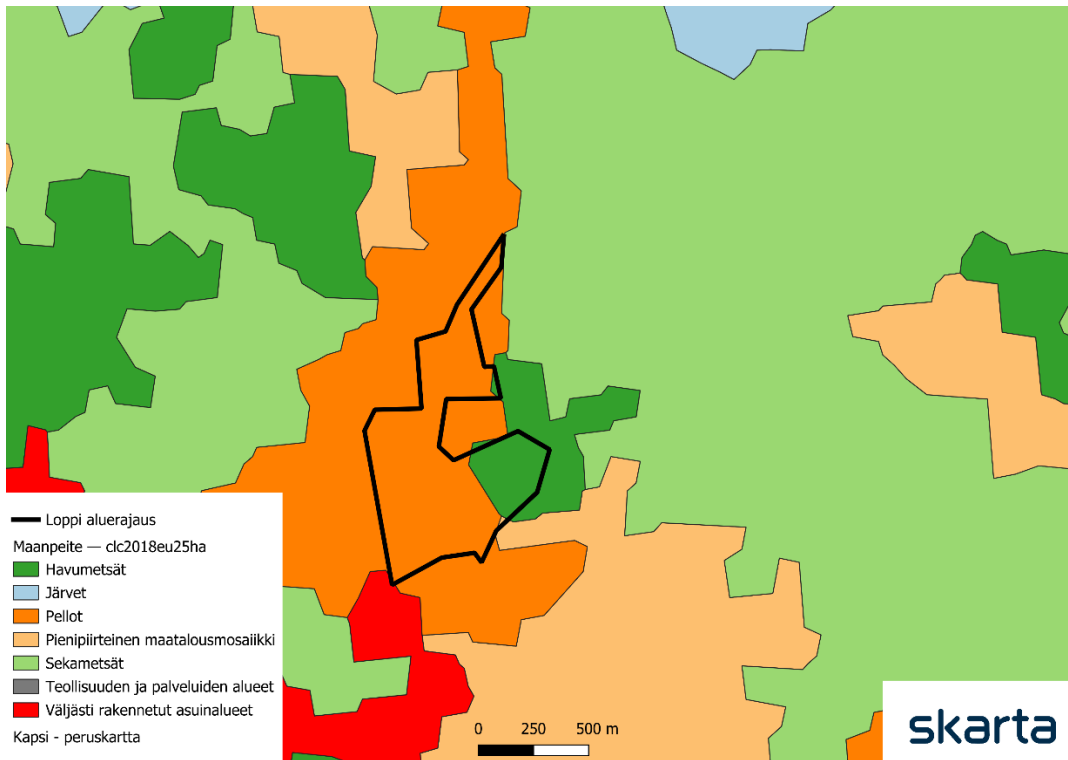 Loppi aluerajaus
Maanpeite — clc2018eu25ha
Havumetsät
Järvet
Pellot
Pienipiirteinen maatalousmosaiikki
Sekametsät
Teollisuuden ja palveluiden alueet
Väljästi rakennetut asuinalueet
Kapsi - peruskartta
0 250 500 m
skarta